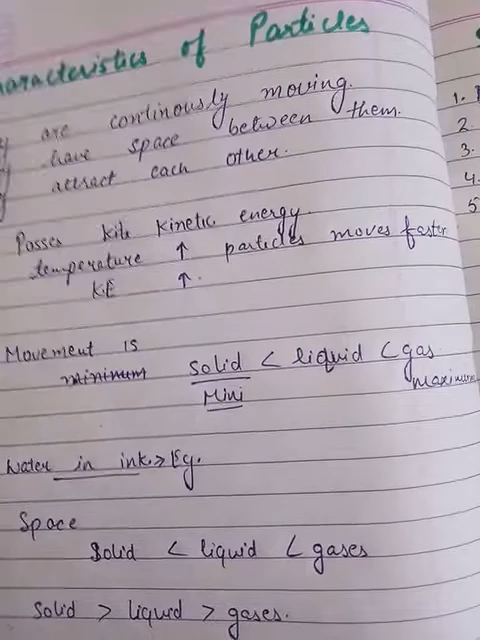 aracteristics of Particles
y are continously moving.
y have space between them.
y attract each other.
Posses kite kinetic energy.
temperature ↑ particles moves faster
KE ↑.
Movement is
minimum solid < liquid < gas
Mini maximum
Water in ink > Eg.
Space
Solid < liquid < gases
Solid > liquid > gases.
1.
2
3.
4.
5